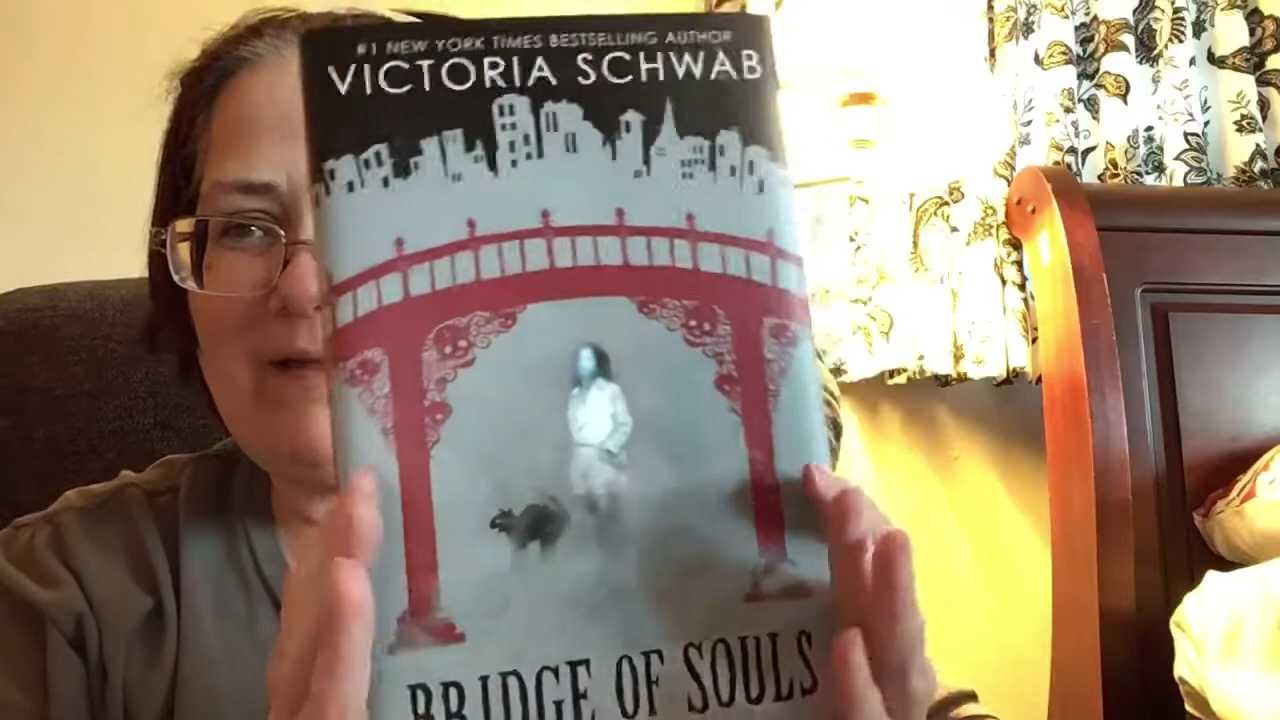 #1 NEW YORK TIMES BESTSELLING AUTHOR
VICTORIA SCHWAB
BRIDGE OF SOULS